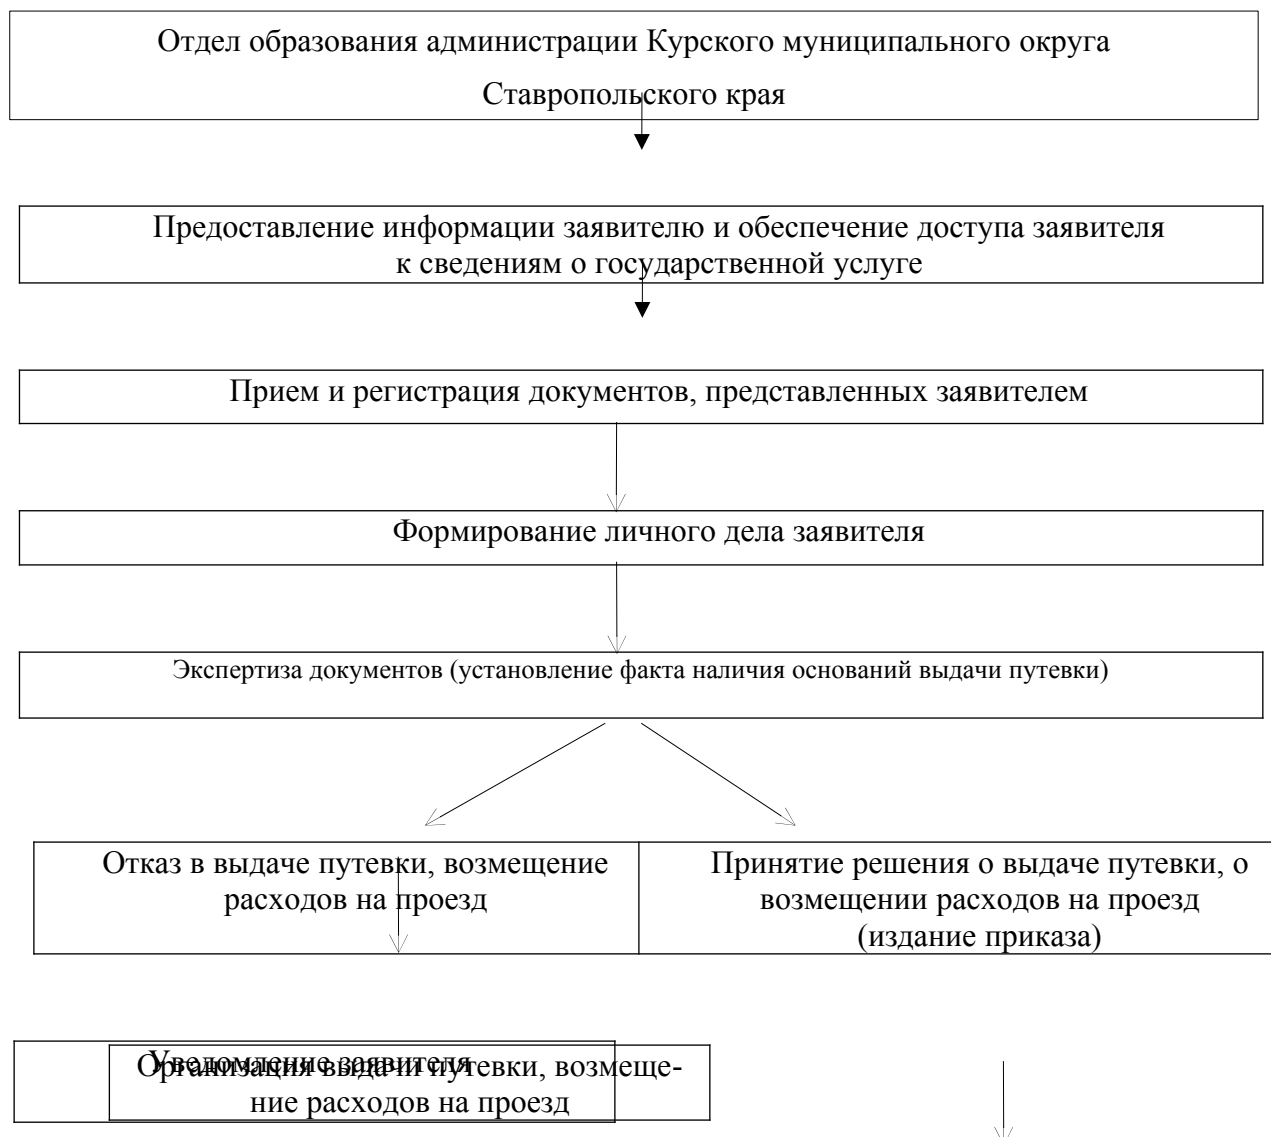 Отдел образования администрации Курского муниципального округа
Ставропольского края
Предоставление информации заявителю и обеспечение доступа заявителя
к сведениям о государственной услуге
Прием и регистрация документов, представленных заявителем
Формирование личного дела заявителя
Экспертиза документов (установление факта наличия оснований выдачи путевки)
Отказ в выдаче путевки, возмещение
расходов на проезд
Принятие решения о выдаче путевки, о
возмещении расходов на проезд
(издание приказа)
Уведомление заявителя
Организация выдачи путевки, возмеще-
ние расходов на проезд